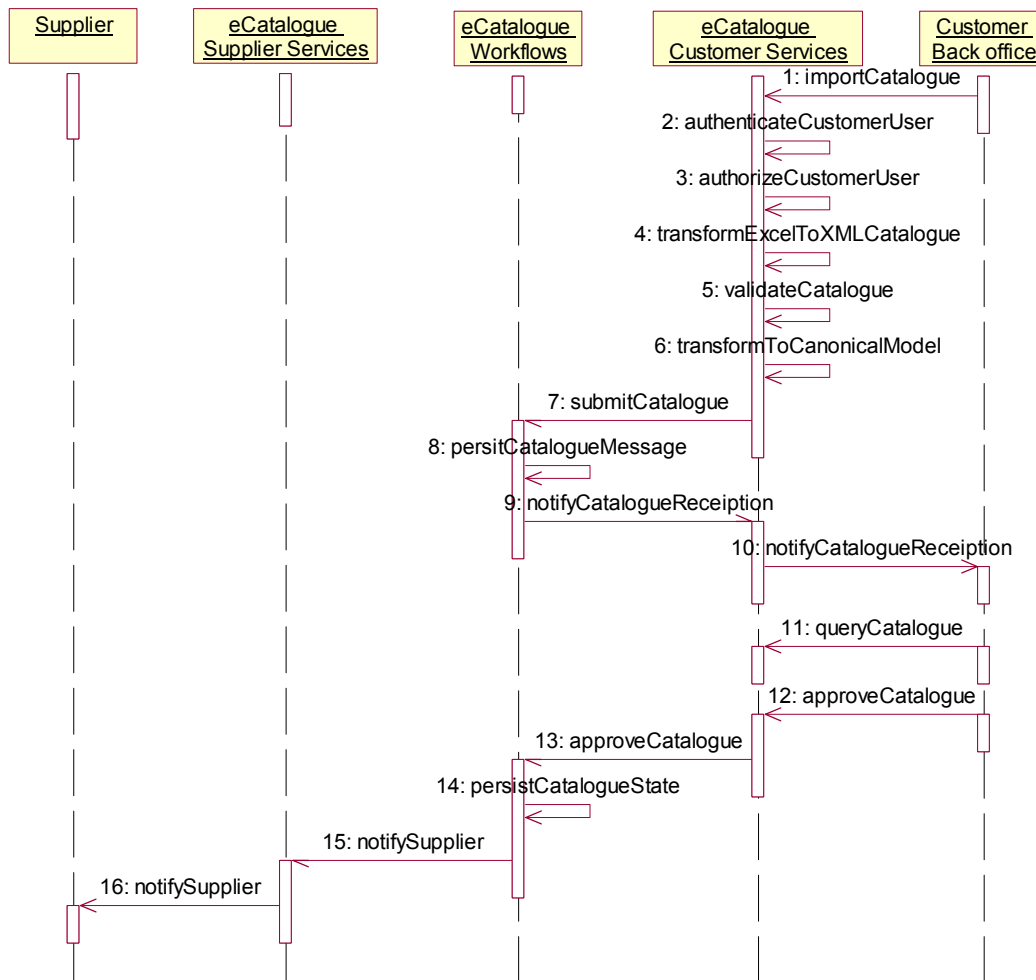 Supplier
eCatalogue
Supplier Services
eCatalogue
Workflows
eCatalogue
Customer Services
Customer
Back office
1: importCatalogue
2: authenticateCustomerUser
3: authorizeCustomerUser
4: transformExcelToXMLCatalogue
5: validateCatalogue
6: transformToCanonicalModel
7: submitCatalogue
8: persitCatalogueMessage
9: notifyCatalogueReceiption
10: notifyCatalogueReceiption
11: queryCatalogue
12: approveCatalogue
13: approveCatalogue
14: persistCatalogueState
15: notifySupplier
16: notifySupplier